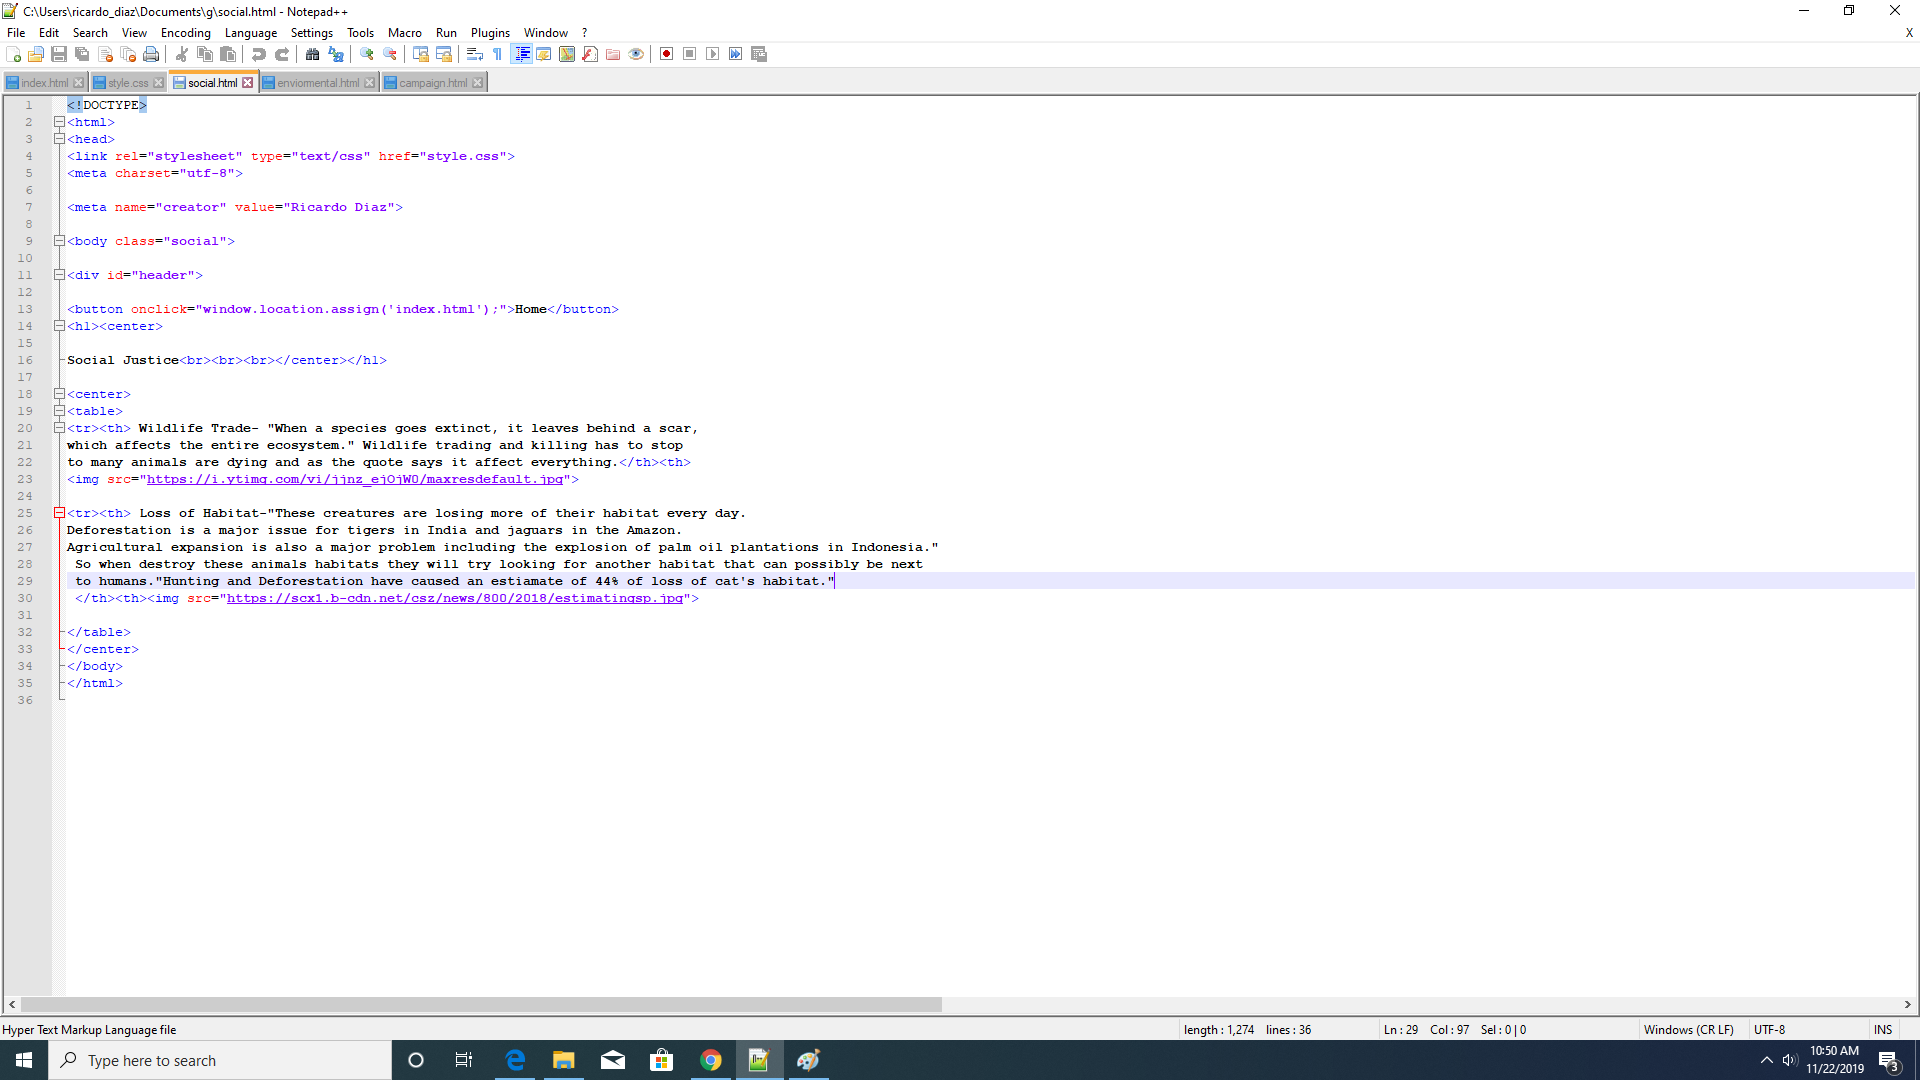 C:\Users\ricardo_diaz\Documents\g\social.html - Notepad++
File Edit Search View Encoding Language Settings Tools Macro Run Plugins Window ? X
index.html style.css social.html enviormental.html campaign.html
1 <!DOCTYPE>
2 <html>
3 <head>
4 <link rel="stylesheet" type="text/css" href="style.css">
5 <meta charset="utf-8">
6
7 <meta name="creator" value="Ricardo Diaz">
8
9 <body class="social">
10
11 <div id="header">
12
13 <button onclick="window.location.assign('index.html');">Home</button>
14 <h1><center>
15
16 Social Justice<br><br><br></center></h1>
17
18 <center>
19 <table>
20 <tr><th> Wildlife Trade- "When a species goes extinct, it leaves behind a scar,
21 which affects the entire ecosystem." Wildlife trading and killing has to stop
22 to many animals are dying and as the quote says it affect everything.</th><th>
23 <img src="https://i.ytimg.com/vi/jjnz_ejOjW0/maxresdefault.jpg">
24
25 <tr><th> Loss of Habitat-"These creatures are losing more of their habitat every day.
26 Deforestation is a major issue for tigers in India and jaguars in the Amazon.
27 Agricultural expansion is also a major problem including the explosion of palm oil plantations in Indonesia."
28 So when destroy these animals habitats they will try looking for another habitat that can possibly be next
29 to humans."Hunting and Deforestation have caused an estiamate of 44% of loss of cat's habitat."
30 </th><th><img src="https://scx1.b-cdn.net/csz/news/800/2018/estimatingsp.jpg">
31
32 </table>
33 </center>
34 </body>
35 </html>
36
Hyper Text Markup Language file length : 1,274 lines : 36 Ln : 29 Col : 97 Sel : 0 | 0 Windows (CR LF) UTF-8 INS
Type here to search
10:50 AM
11/22/2019
3